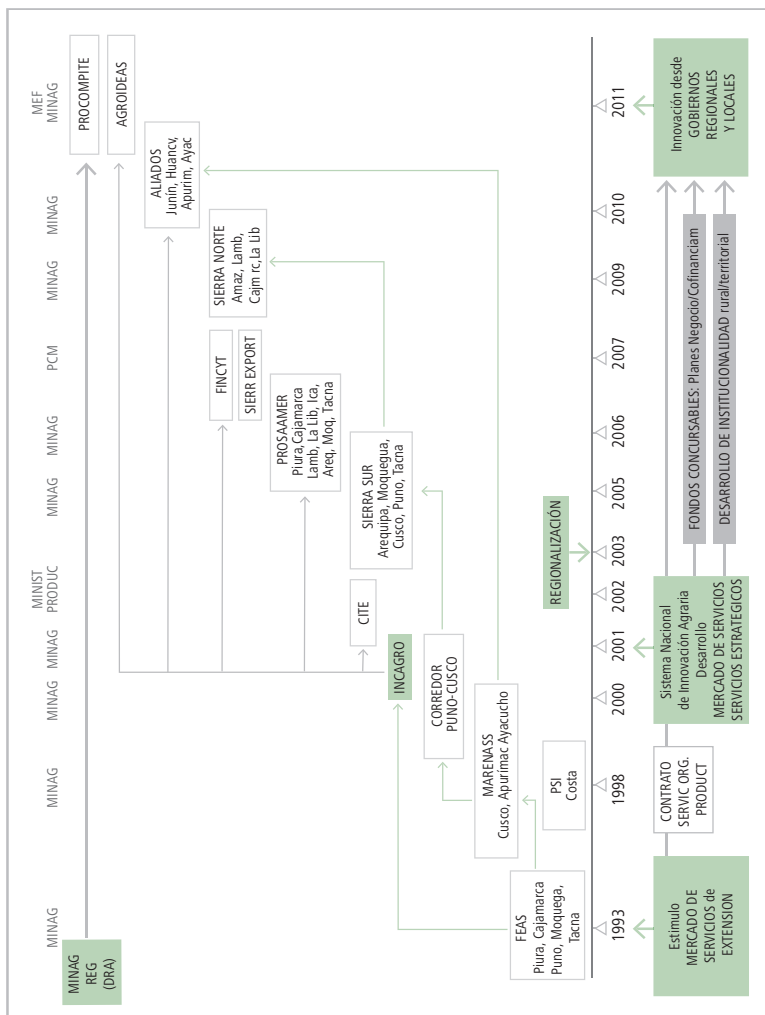 MINAG
MINAG
MINAG
MINAG
MINIST
PRODUC
MINAG
MINAG
PCM
MINAG
MINAG
MEF
MINAG
MINAG
REG
(DRA)
PROCOMPITE
AGROIDEAS
ALIADOS
Junín, Huancv,
Apurim, Ayac
SIERRA NORTE
Amaz, Lamb,
Cajm rc,La Lib
FINCYT
SIERR EXPORT
PROSAAMER
Piura,Cajamarca
Lamb, La Lib, Ica,
Areq, Moq, Tacna
SIERRA SUR
Arequipa, Moquegua,
Cusco, Puno, Tacna
CITE
INCAGRO
CORREDOR
PUNO-CUSCO
MARENASS
Cusco, Apurímac Ayacucho
FEAS
Piura, Cajamarca
Puno, Moquega,
Tacna
PSI
Costa
REGIONALIZACIÓN
1993
1998
2000
2001
2002
2003
2005
2006
2007
2009
2010
2011
Estímulo
MERCADO DE
SERVICIOS de
EXTENSION
CONTRATO
SERVIC ORG.
PRODUCT
Sistema Nacional
de Innovación Agraria
Desarrollo
MERCADO DE SERVICIOS
SERVICIOS ESTRATEGICOS
FONDOS CONCURSABLES: Planes Negocio/Cofinanciam
DESARROLLO DE INSTITUCIONALIDAD rural/territorial
Innovación desde
GOBIERNOS
REGIONALES
Y LOCALES